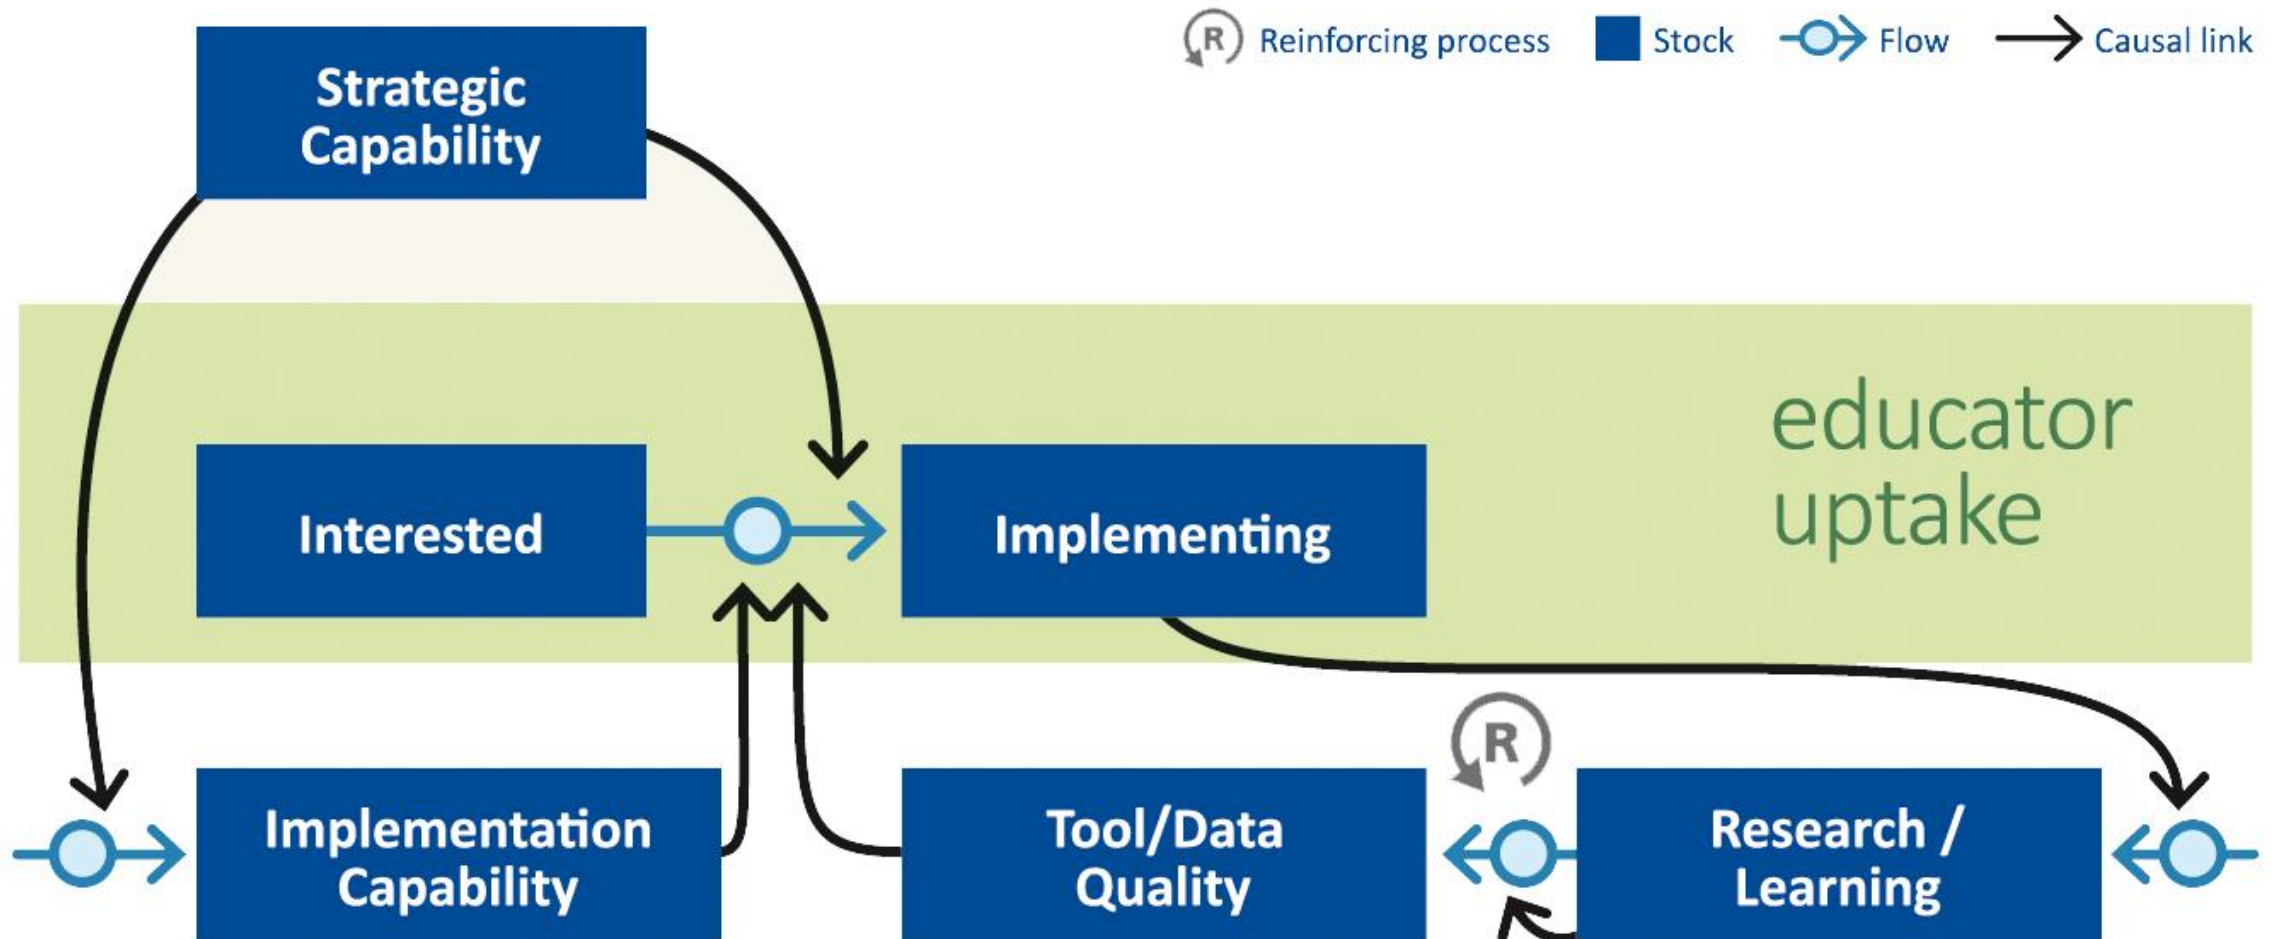 R Reinforcing process Stock Flow Causal link
Strategic
Capability
educator
uptake
Interested
Implementing
R
Implementation
Capability
Tool/Data
Quality
Research /
Learning